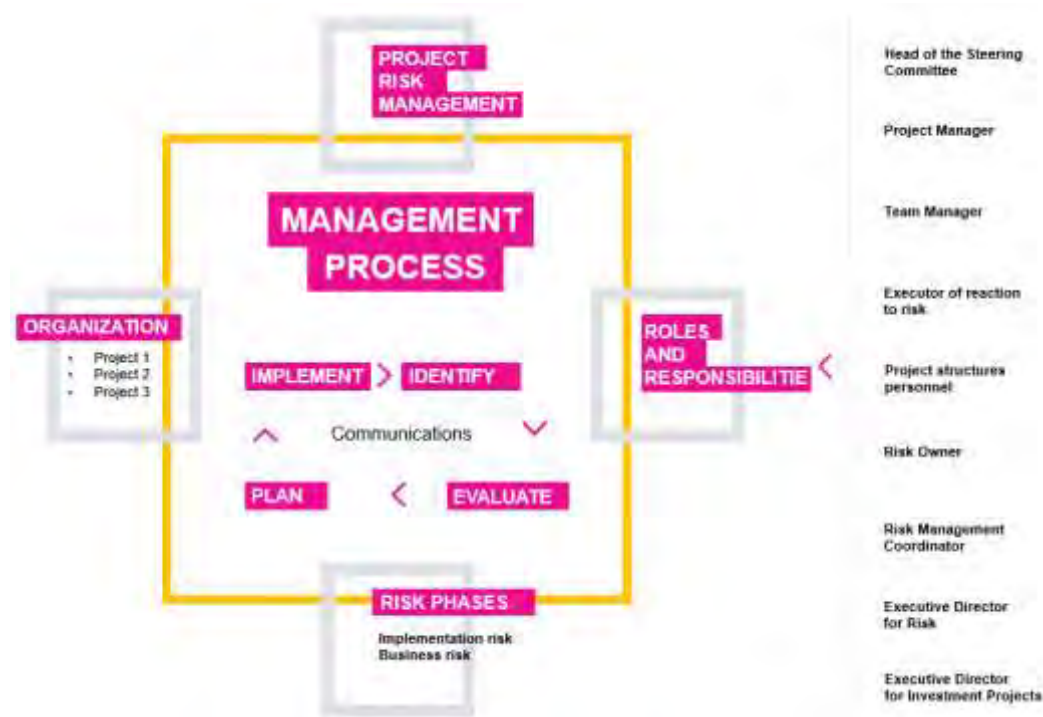 PROJECT
RISK
MANAGEMENT
MANAGEMENT
PROCESS
ORGANIZATION
• Project 1
• Project 2
• Project 3
IMPLEMENT > IDENTIFY
Communications
PLAN < EVALUATE
ROLES
AND
RESPONSIBILITIE
RISK PHASES
Implementation risk
Business risk
Head of the Steering
Committee
Project Manager
Team Manager
Executor of reaction
to risk
Project structures
personnel
Risk Owner
Risk Management
Coordinator
Executive Director
for Risk
Executive Director
for Investment Projects